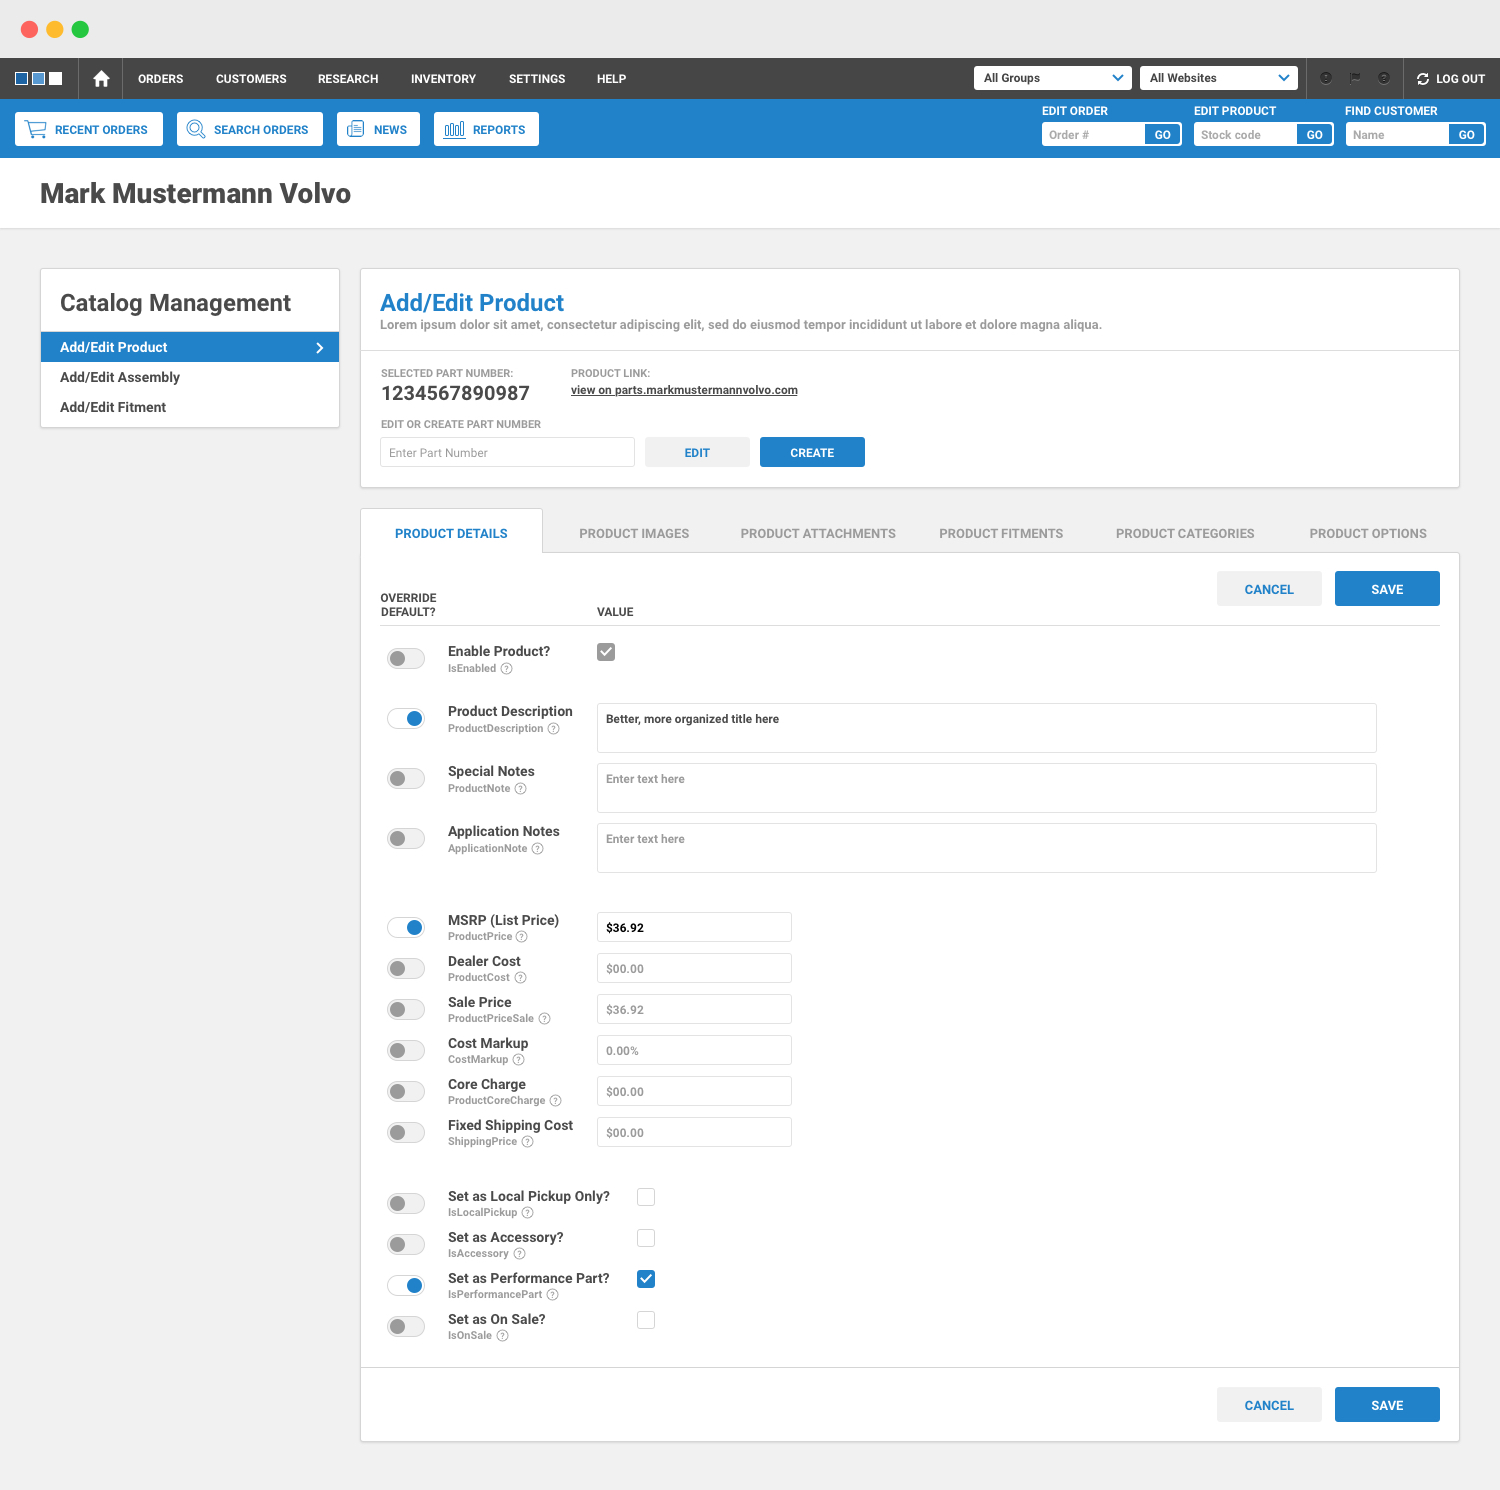 ORDERS CUSTOMERS RESEARCH INVENTORY SETTINGS HELP All Groups All Websites LOG OUT
RECENT ORDERS SEARCH ORDERS NEWS REPORTS
EDIT ORDER EDIT PRODUCT FIND CUSTOMER
Order # GO Stock code GO Name GO
Mark Mustermann Volvo
Catalog Management
Add/Edit Product
Add/Edit Assembly
Add/Edit Fitment
Add/Edit Product
Lorem ipsum dolor sit amet, consectetur adipiscing elit, sed do eiusmod tempor incididunt ut labore et dolore magna aliqua.
SELECTED PART NUMBER: PRODUCT LINK:
1234567890987 view on parts.markmustermannvolvo.com
EDIT OR CREATE PART NUMBER
Enter Part Number EDIT CREATE
PRODUCT DETAILS PRODUCT IMAGES PRODUCT ATTACHMENTS PRODUCT FITMENTS PRODUCT CATEGORIES PRODUCT OPTIONS
CANCEL SAVE
OVERRIDE
DEFAULT? VALUE
Enable Product?
IsEnabled ?
Product Description Better, more organized title here
ProductDescription ?
Special Notes Enter text here
ProductNote ?
Application Notes Enter text here
ApplicationNote ?
MSRP (List Price) $36.92
ProductPrice ?
Dealer Cost $00.00
ProductCost ?
Sale Price $36.92
ProductPriceSale ?
Cost Markup 0.00%
CostMarkup ?
Core Charge $00.00
ProductCoreCharge ?
Fixed Shipping Cost $00.00
ShippingPrice ?
Set as Local Pickup Only?
IsLocalPickup ?
Set as Accessory?
IsAccessory ?
Set as Performance Part?
IsPerformancePart ?
Set as On Sale?
IsOnSale ?
CANCEL SAVE